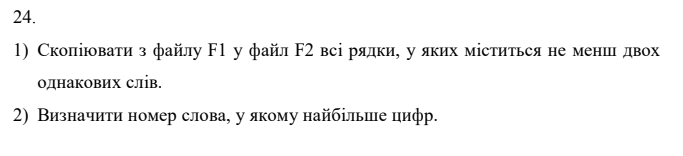 24.
1) Скопіювати з файлу F1 у файл F2 всі рядки, у яких міститься не менш двох
однакових слів.
2) Визначити номер слова, у якому найбільше цифр.